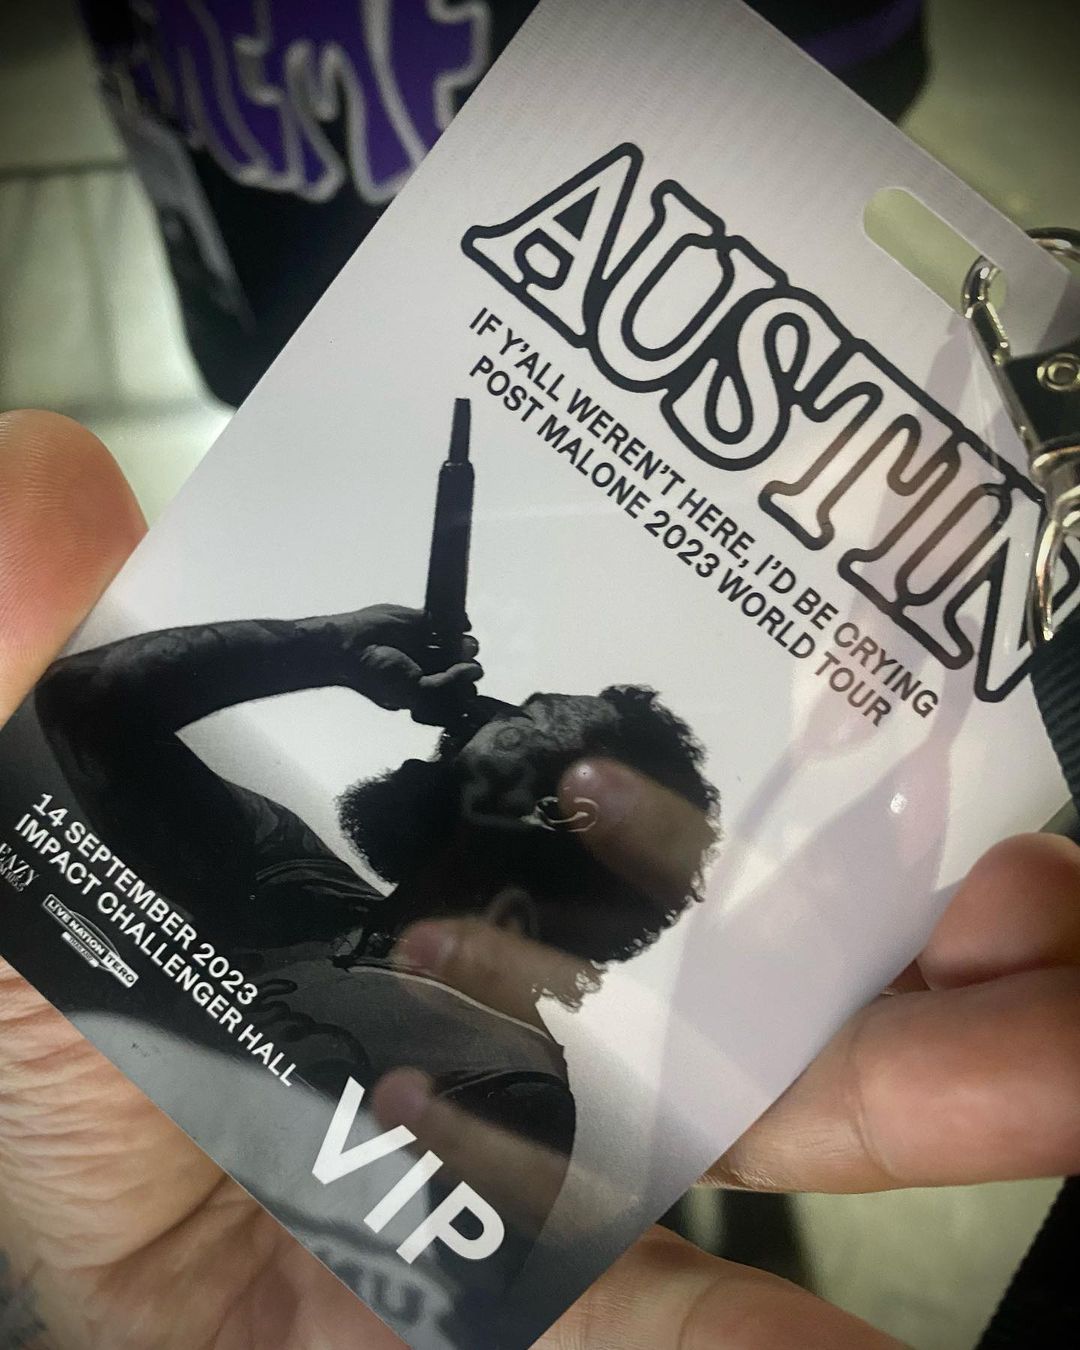 AUSTIN
IF Y'ALL WEREN'T HERE, I'D BE CRYING
POST MALONE 2023 WORLD TOUR
14 SEPTEMBER 2023
IMPACT CHALLENGER HALL
EAZY
LIVE NATION TERO
VIP